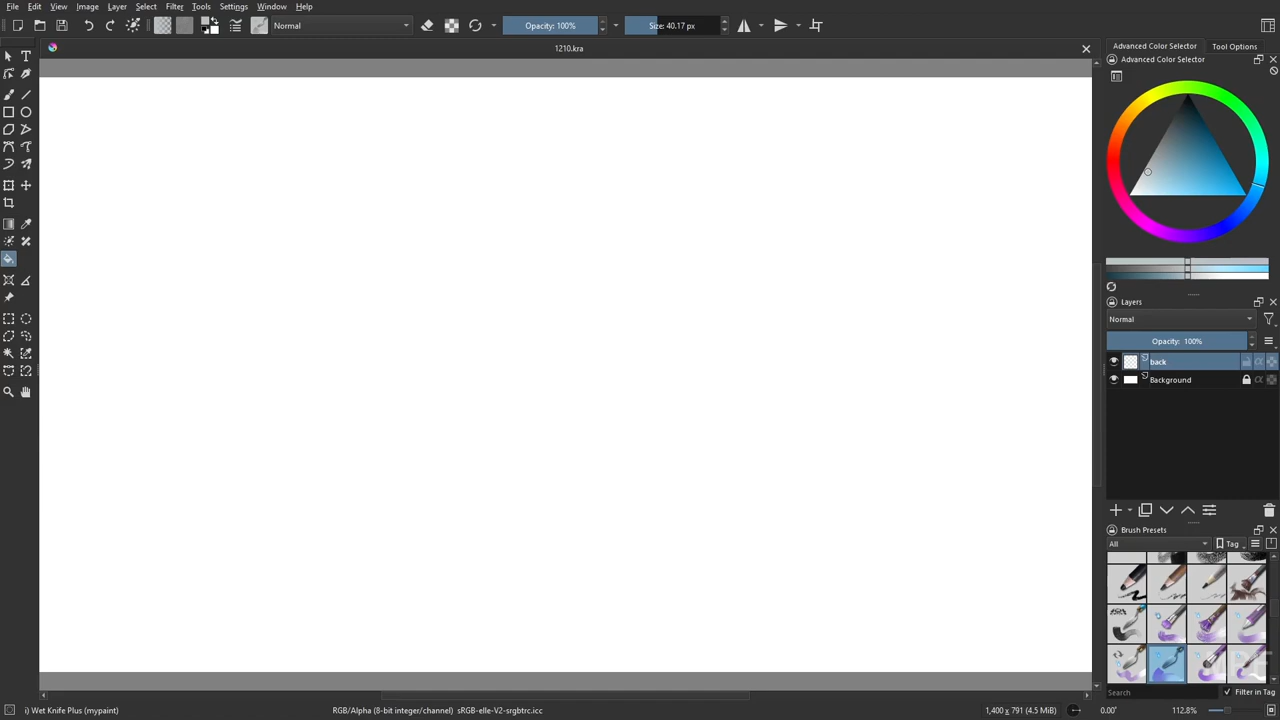 File Edit View Image Layer Select Filter Tools Settings Window Help
Normal Opacity: 100% Size: 40.17 px
1210.kra
Advanced Color Selector Tool Options
Advanced Color Selector
Layers
Normal
Opacity: 100%
back
Background
Brush Presets
All Tag
Search Filter in Tag
i) Wet Knife Plus (mypaint) RGB/Alpha (8-bit integer/channel) sRGB-elle-V2-srgbtrc.icc 1,400 x 791 (4.5 MiB) 0.00° 112.8%